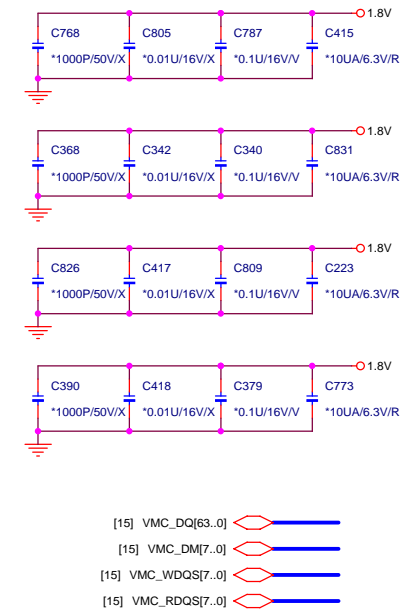 1.8V
C768 C805 C787 C415
*1000P/50V/X *0.01U/16V/X *0.1U/16V/V *10UA/6.3V/R
1.8V
C368 C342 C340 C831
*1000P/50V/X *0.01U/16V/X *0.1U/16V/V *10UA/6.3V/R
1.8V
C826 C417 C809 C223
*1000P/50V/X *0.01U/16V/X *0.1U/16V/V *10UA/6.3V/R
1.8V
C390 C418 C379 C773
*1000P/50V/X *0.01U/16V/X *0.1U/16V/V *10UA/6.3V/R
[15] VMC_DQ[63..0]
[15] VMC_DM[7..0]
[15] VMC_WDQS[7..0]
[15] VMC_RDQS[7..0]